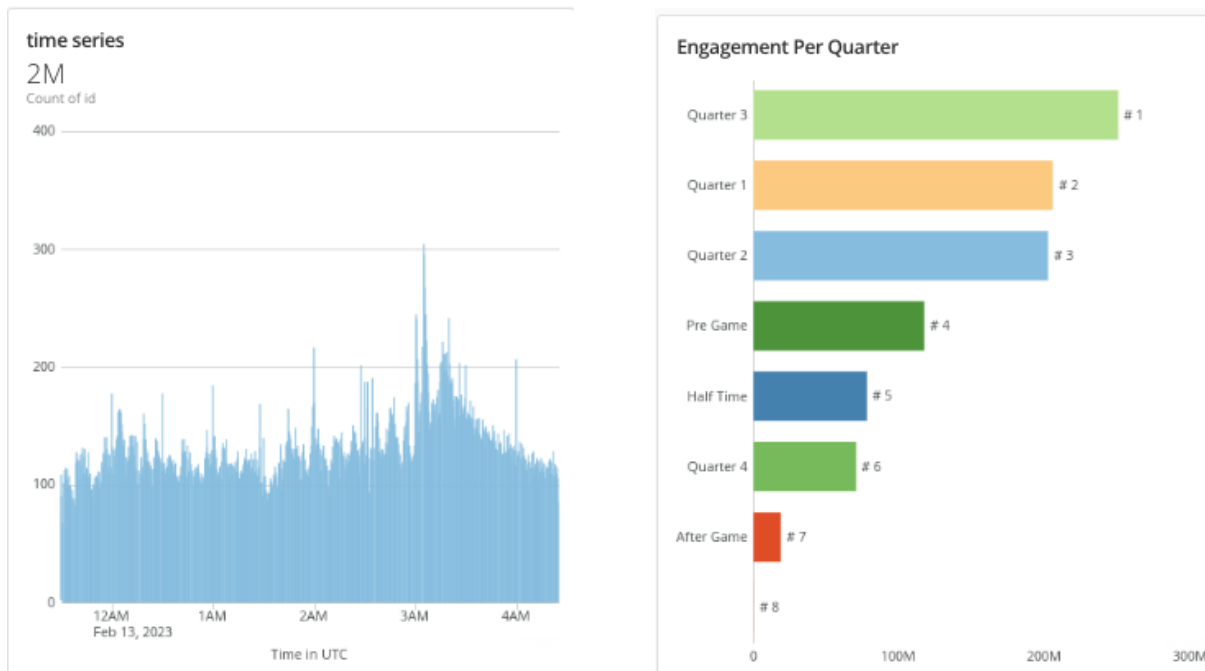 time series
2M
Count of id
400
300
200
100
0
12AM
1AM
2AM
3AM
4AM
Feb 13, 2023
Time in UTC
Engagement Per Quarter
Quarter 3
# 1
Quarter 1
# 2
Quarter 2
# 3
Pre Game
# 4
Half Time
# 5
Quarter 4
# 6
After Game
# 7
# 8
0
100M
200M
300M